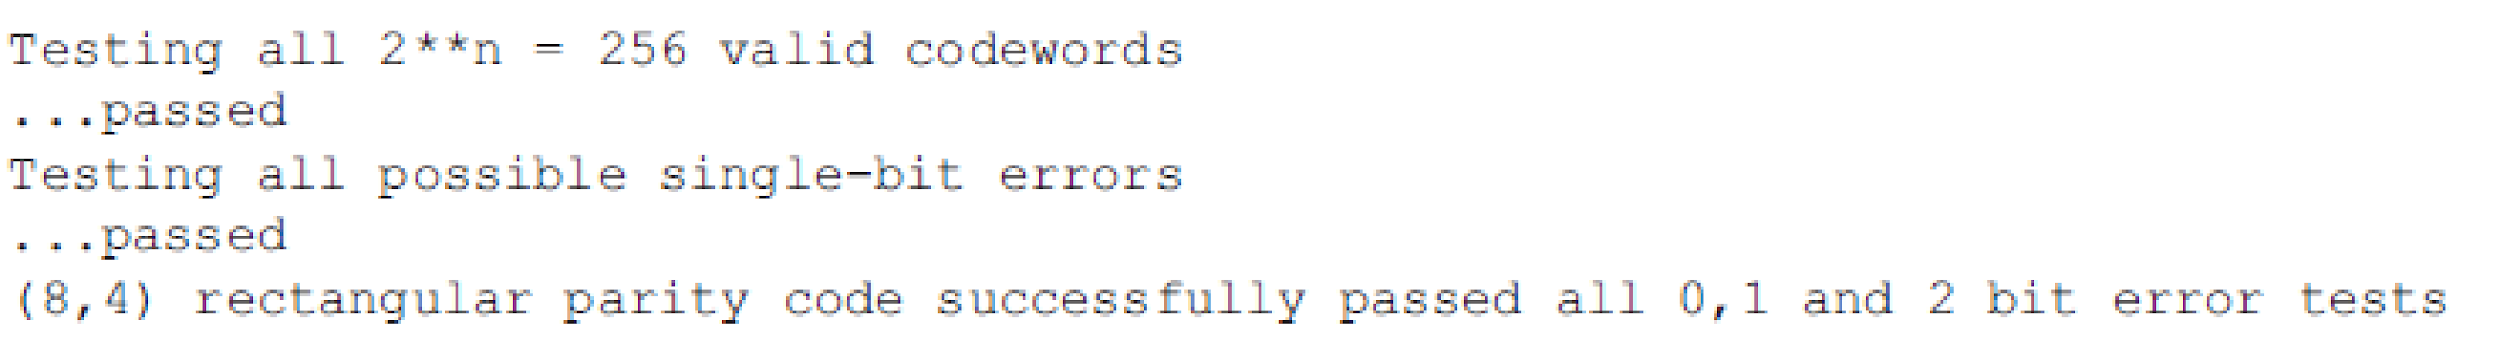 Testing all 2**n = 256 valid codewords
...passed
Testing all possible single-bit errors
...passed
(8,4) rectangular parity code successfully passed all 0,1 and 2 bit error tests